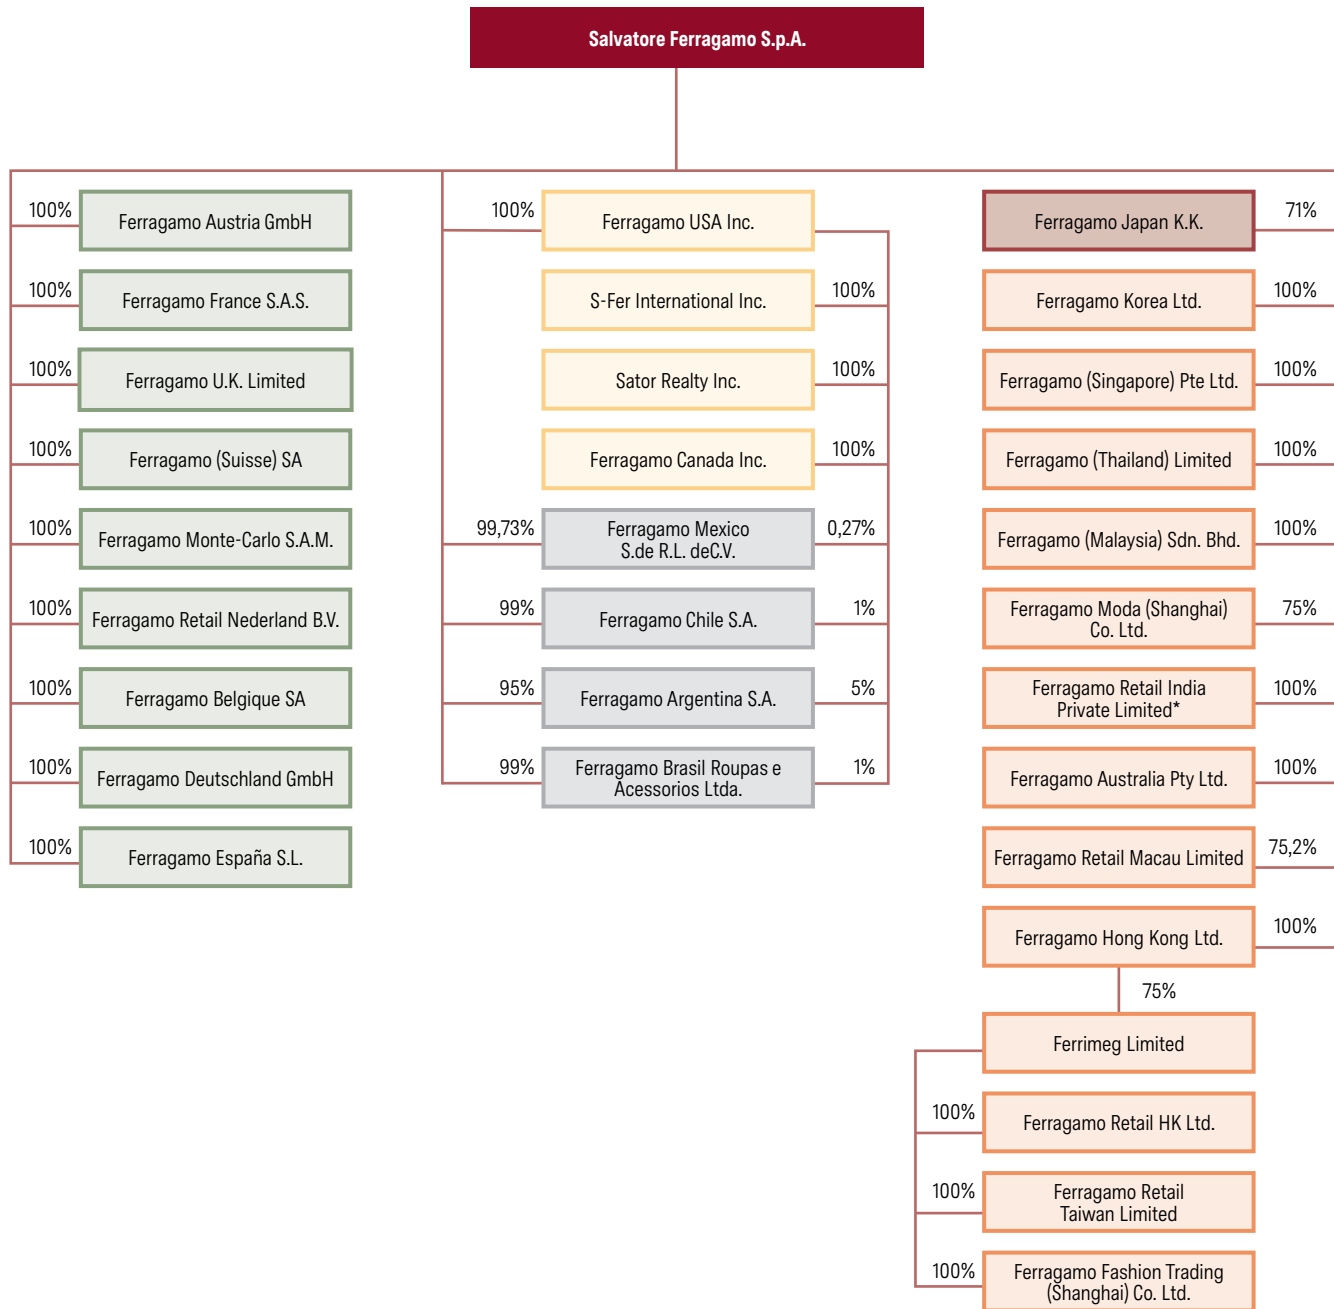 Salvatore Ferragamo S.p.A.
100%
Ferragamo Austria GmbH
100%
Ferragamo France S.A.S.
100%
Ferragamo U.K. Limited
100%
Ferragamo (Suisse) SA
100%
Ferragamo Monte-Carlo S.A.M.
100%
Ferragamo Retail Nederland B.V.
100%
Ferragamo Belgique SA
100%
Ferragamo Deutschland GmbH
100%
Ferragamo España S.L.
100%
Ferragamo USA Inc.
S-Fer International Inc.
100%
Sator Realty Inc.
100%
Ferragamo Canada Inc.
100%
99,73%
Ferragamo Mexico
S.de R.L. deC.V.
0,27%
99%
Ferragamo Chile S.A.
1%
95%
Ferragamo Argentina S.A.
5%
99%
Ferragamo Brasil Roupas e
Acessorios Ltda.
1%
Ferragamo Japan K.K.
71%
Ferragamo Korea Ltd.
100%
Ferragamo (Singapore) Pte Ltd.
100%
Ferragamo (Thailand) Limited
100%
Ferragamo (Malaysia) Sdn. Bhd.
100%
Ferragamo Moda (Shanghai)
Co. Ltd.
75%
Ferragamo Retail India
Private Limited*
100%
Ferragamo Australia Pty Ltd.
100%
Ferragamo Retail Macau Limited
75,2%
Ferragamo Hong Kong Ltd.
100%
75%
Ferrimeg Limited
100%
Ferragamo Retail HK Ltd.
100%
Ferragamo Retail
Taiwan Limited
100%
Ferragamo Fashion Trading
(Shanghai) Co. Ltd.